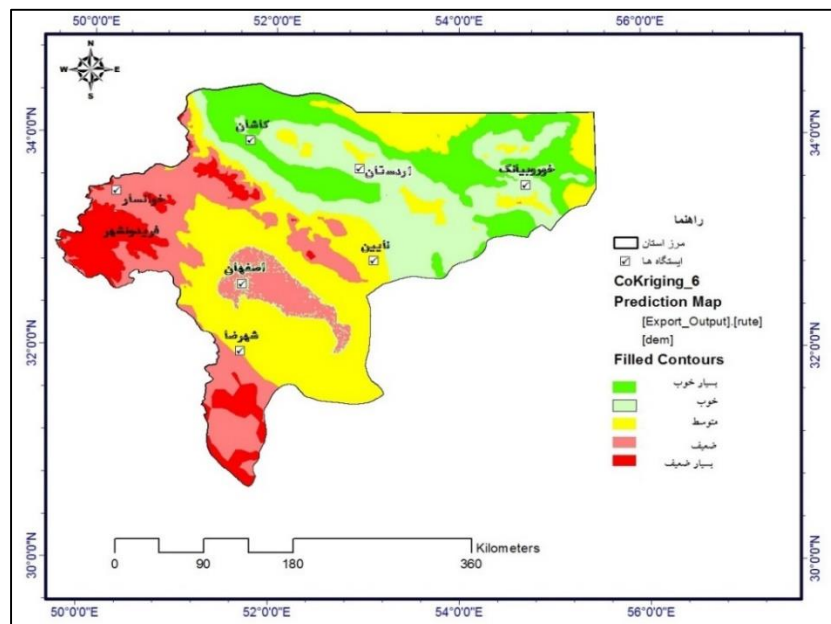 50°0'0"E 52°0'0"E 54°0'0"E 56°0'0"E
N
W E
S
34°0'0"N
32°0'0"N
30°0'0"N
34°0'0"N
32°0'0"N
30°0'0"N
کاشان
اردستان
خوروبیانک
خوانسار
فریدونشهر
نایین
اصفهان
شهرضا
راهنما
مرز استان
ایستگاه ها
CoKriging_6
Prediction Map
[Export_Output].[rute]
[dem]
Filled Contours
بسیار خوب
خوب
متوسط
ضعیف
بسیار ضعیف
Kilometers
0 90 180 360
50°0'0"E 52°0'0"E 54°0'0"E 56°0'0"E